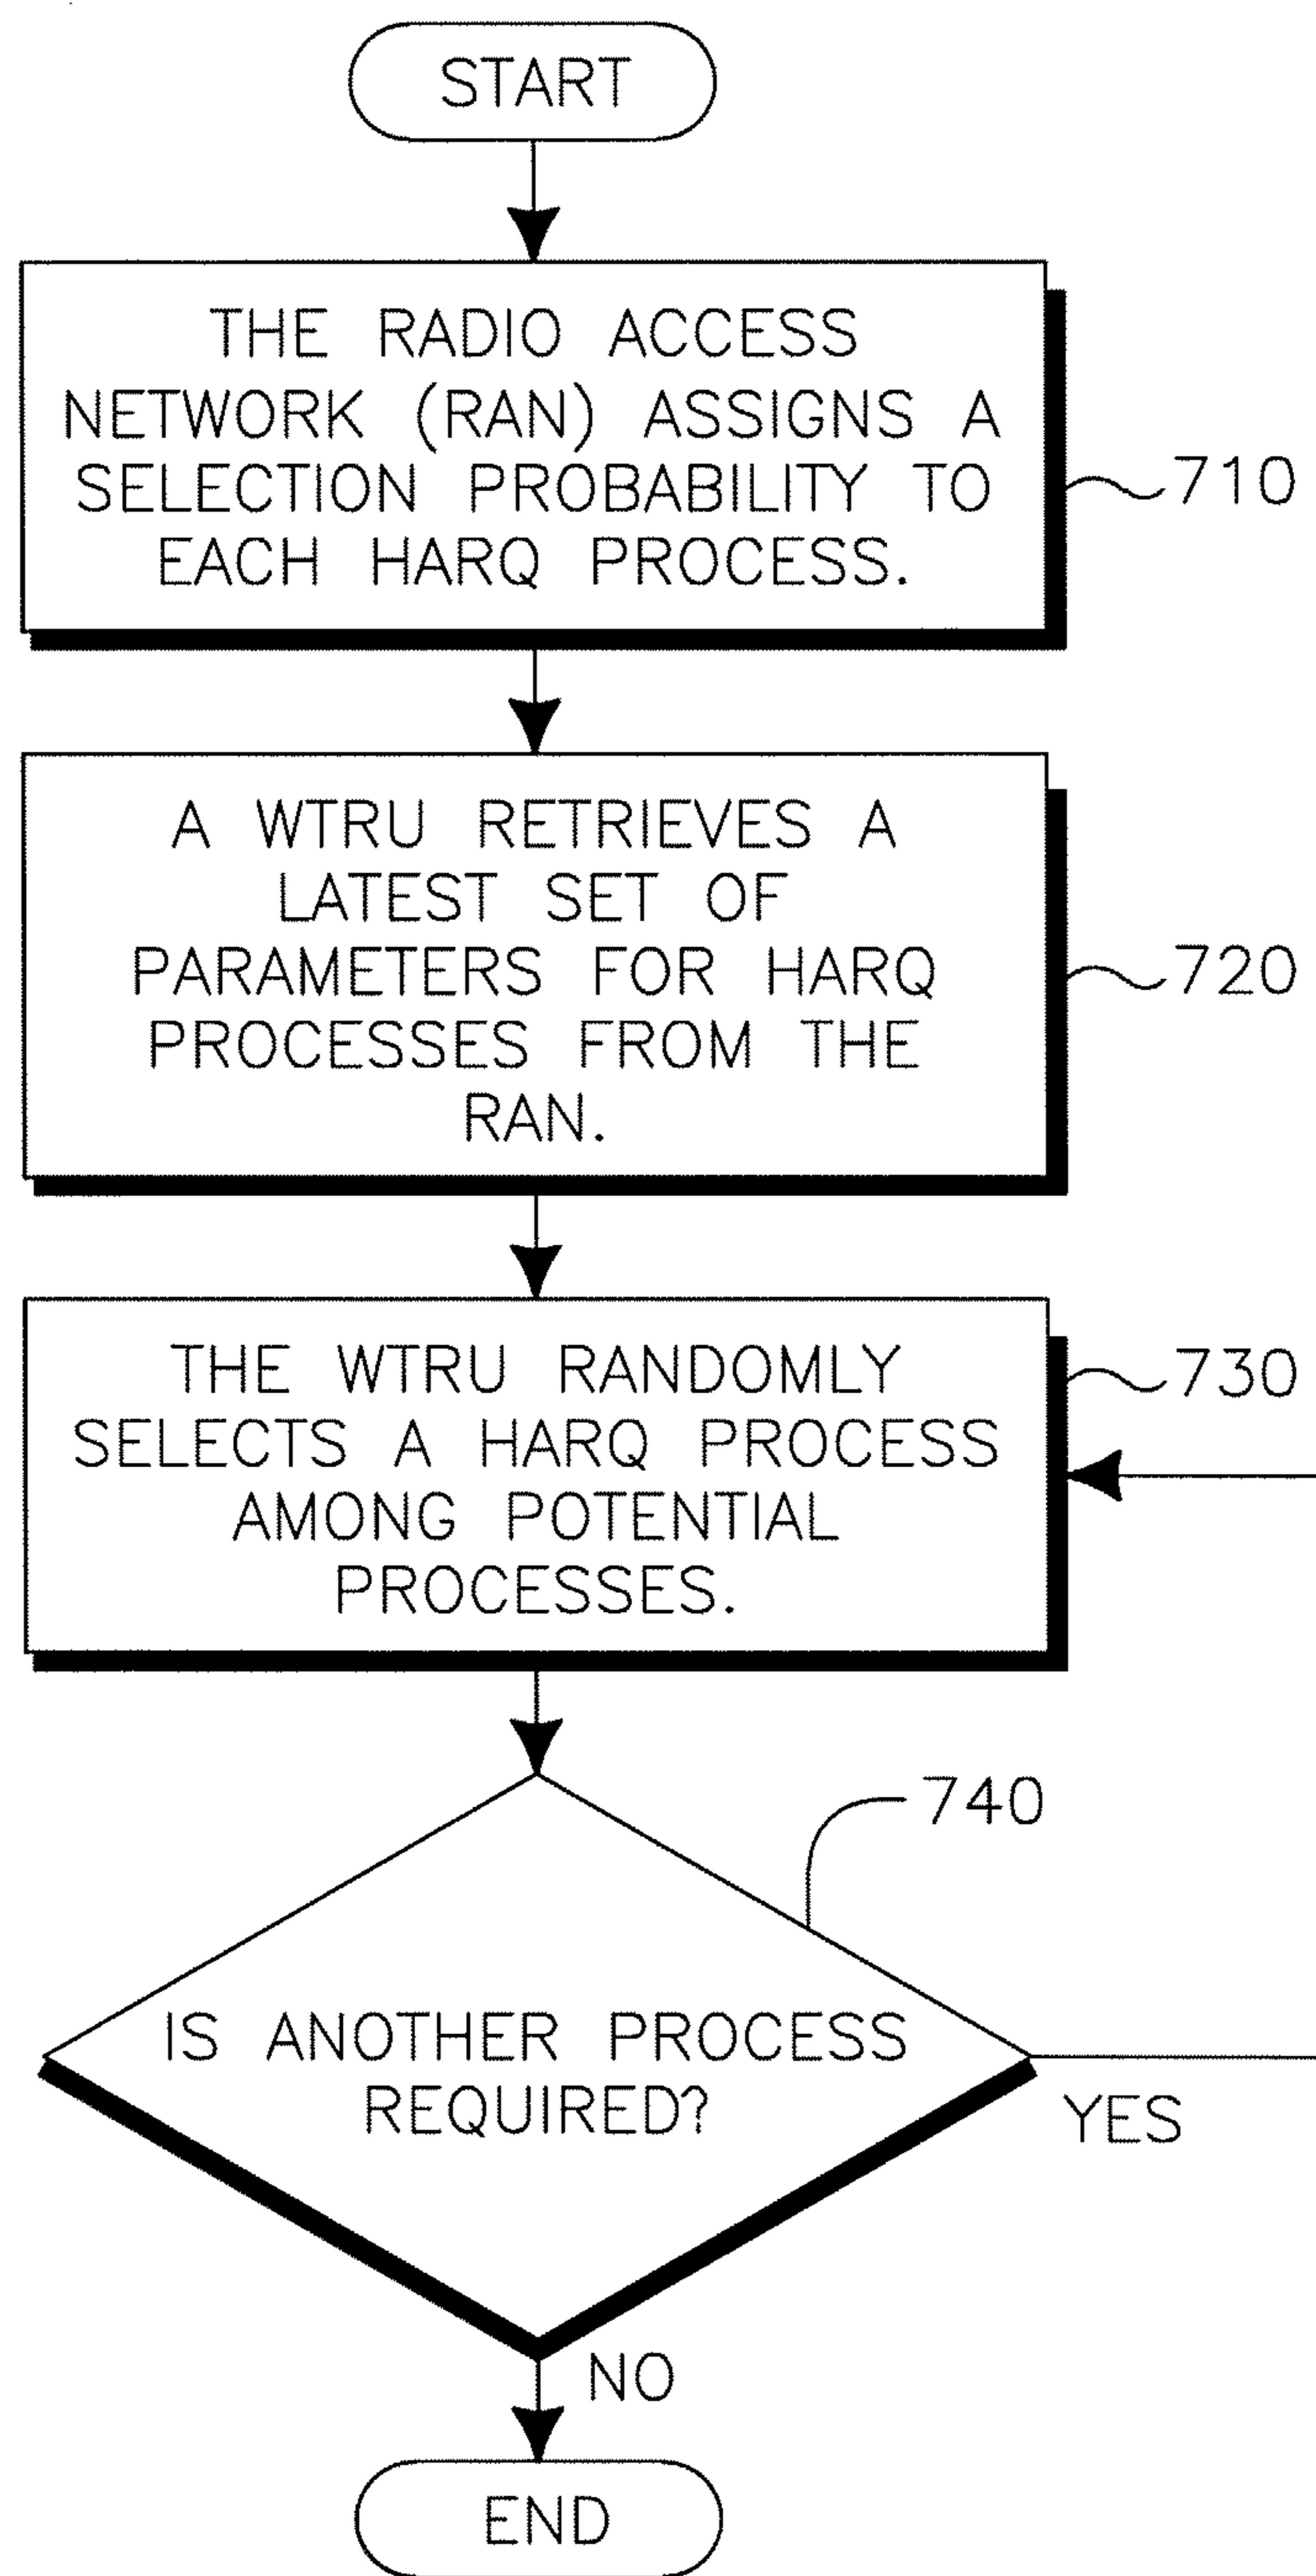 START
THE RADIO ACCESS
NETWORK (RAN) ASSIGNS A
SELECTION PROBABILITY TO
EACH HARQ PROCESS.
710
A WTRU RETRIEVES A
LATEST SET OF
PARAMETERS FOR HARQ
PROCESSES FROM THE
RAN.
720
THE WTRU RANDOMLY
SELECTS A HARQ PROCESS
AMONG POTENTIAL
PROCESSES.
730
740
IS ANOTHER PROCESS
REQUIRED?
YES
NO
END